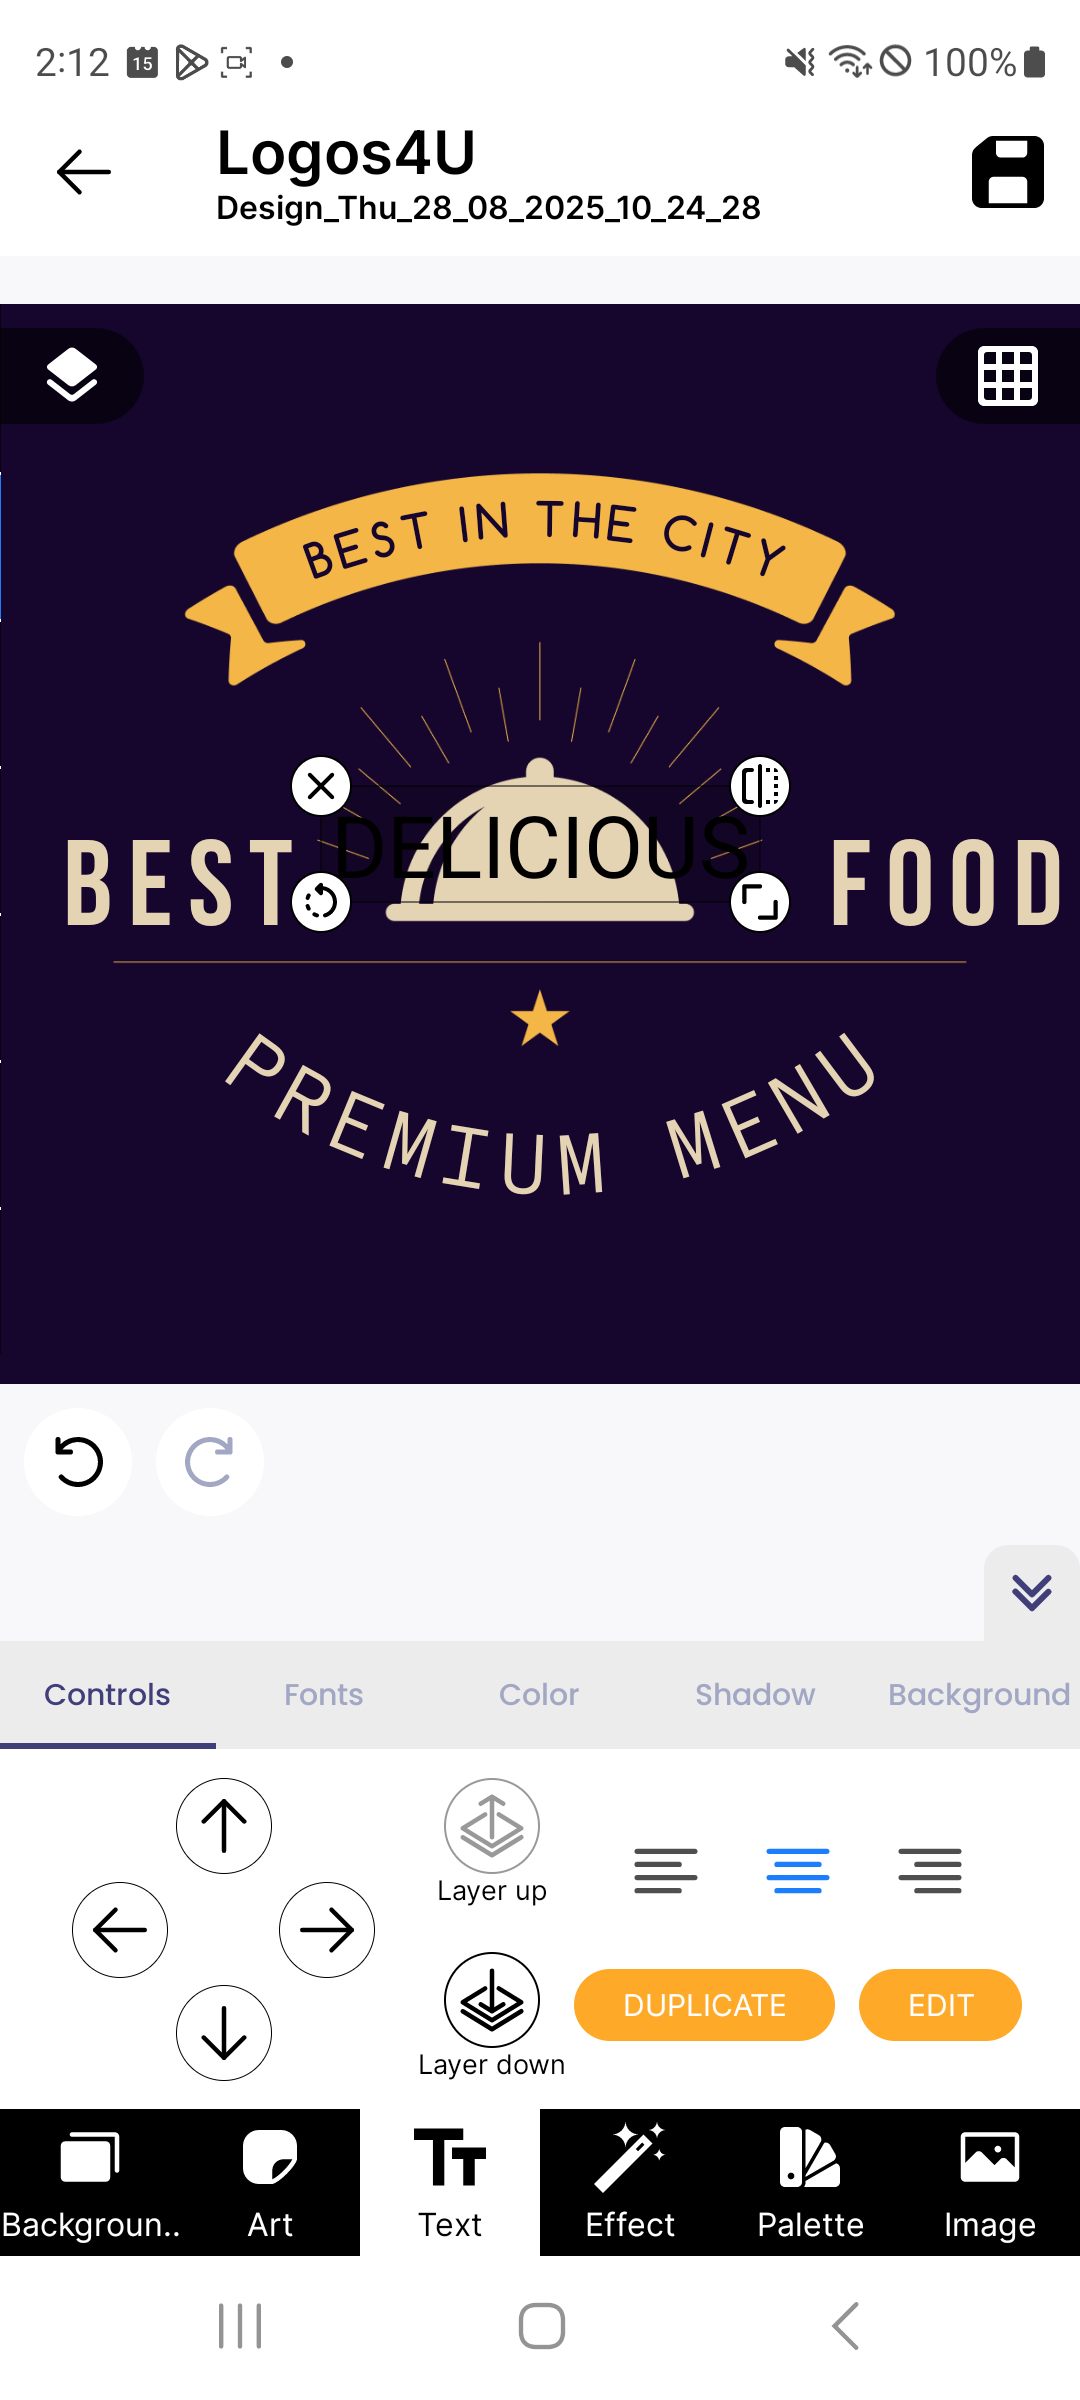 2:12 15 100%
Logos4U
Design_Thu_28_08_2025_10_24_28
BEST IN THE CITY
BEST DELICIOUS FOOD
PREMIUM MENU
Controls Fonts Color Shadow Background
Layer up
Layer down DUPLICATE EDIT
Backgroun.. Art Text Effect Palette Image